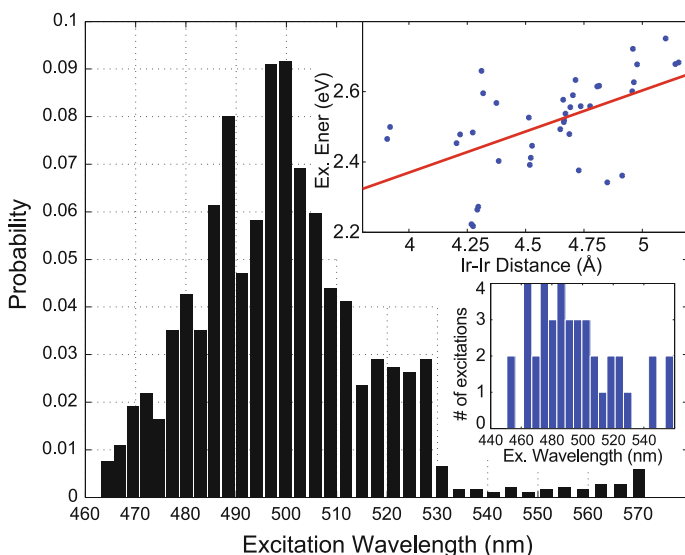 0.1
0.09
0.08
0.07
0.06
0.05
0.04
0.03
0.02
0.01
0
Probability
460 470 480 490 500 510 520 530 540 550 560 570
Excitation Wavelength (nm)
2.6
2.4
2.2
Ex. Ener (eV)
4 4.25 4.5 4.75 5
Ir-Ir Distance (Å)
4
3
2
1
0
# of excitations
440 460 480 500 520 540
Ex. Wavelength (nm)